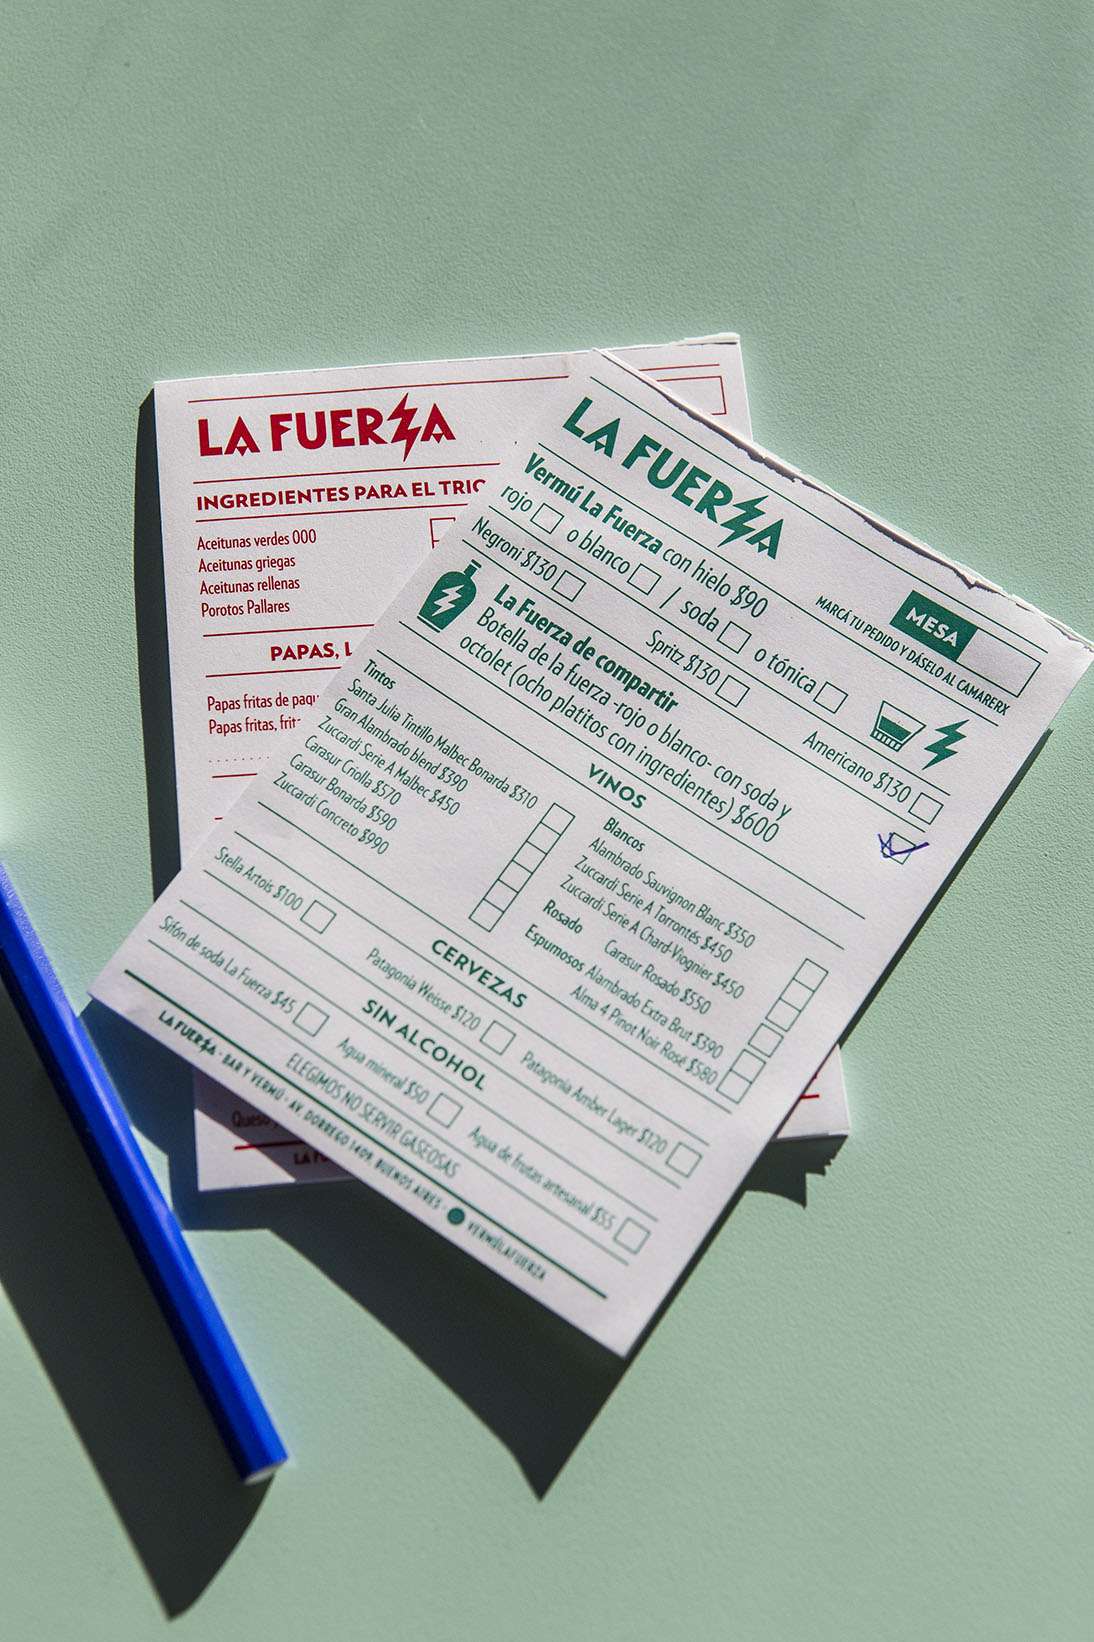 LA FUERZA
INGREDIENTES PARA EL
Aceitunas verdes 000
Aceitunas griegas
Aceitunas rellenas
Porotos Pallares
PAPAS,
Papas fritas de
Papas fritas,
LA FUERZA
MESA
MARCÁ TU PEDIDO Y DÁSELO AL CAMARERX
Vermú La Fuerza con hielo $90
rojo o blanco / soda o tónica
Negroni $130 Spritz $130 Americano $130
La Fuerza de compartir
Botella de la fuerza -rojo o blanco- con soda y
octolet (ocho platitos con ingredientes) $600
VINOS
Tintos
Santa Julia Tintillo Malbec Bonarda $310
Gran Alambrado blend $390
Zuccardi Serie A Malbec $450
Carasur Criolla $570
Carasur Bonarda $590
Zuccardi Concreto $990
Blancos
Alambrado Sauvignon Blanc $350
Zuccardi Serie A Torrontés $450
Zuccardi Serie A Chard-Viognier $450
Rosado Carasur Rosado $550
Espumosos Alambrado Extra Brut $390
Alma 4 Pinot Noir Rosé $580
CERVEZAS
Stella Artois $100 Patagonia Weisse $120 Patagonia Amber Lager $120
SIN ALCOHOL
Sifón de soda La Fuerza $45 Agua mineral $50 Agua de frutas artesanal $55
ELEGIMOS NO SERVIR GASEOSAS
LA FUERZA · BAR Y VERMÚ · AV. DORREGO 1409, BUENOS AIRES · VERMÚLAFUERZA